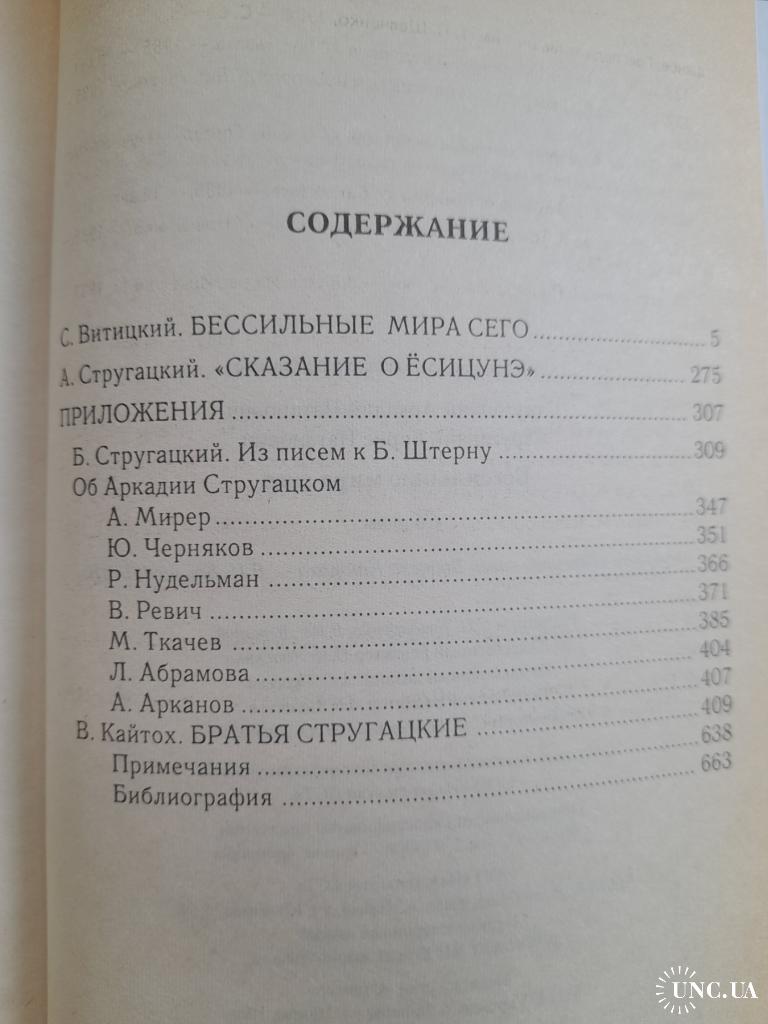 СОДЕРЖАНИЕ
С. Витицкий. БЕССИЛЬНЫЕ МИРА СЕГО ..... 5
А. Стругацкий. «СКАЗАНИЕ О ЁСИЦУНЭ» ..... 275
ПРИЛОЖЕНИЯ ..... 307
Б. Стругацкий. Из писем к Б. Штерну ..... 309
Об Аркадии Стругацком
А. Мирер ..... 347
Ю. Черняков ..... 351
Р. Нудельман ..... 366
В. Ревич ..... 371
М. Ткачев ..... 385
Л. Абрамова ..... 404
А. Арканов ..... 407
В. Кайтох. БРАТЬЯ СТРУГАЦКИЕ ..... 409
Примечания ..... 638
Библиография ..... 663
UNC.UA